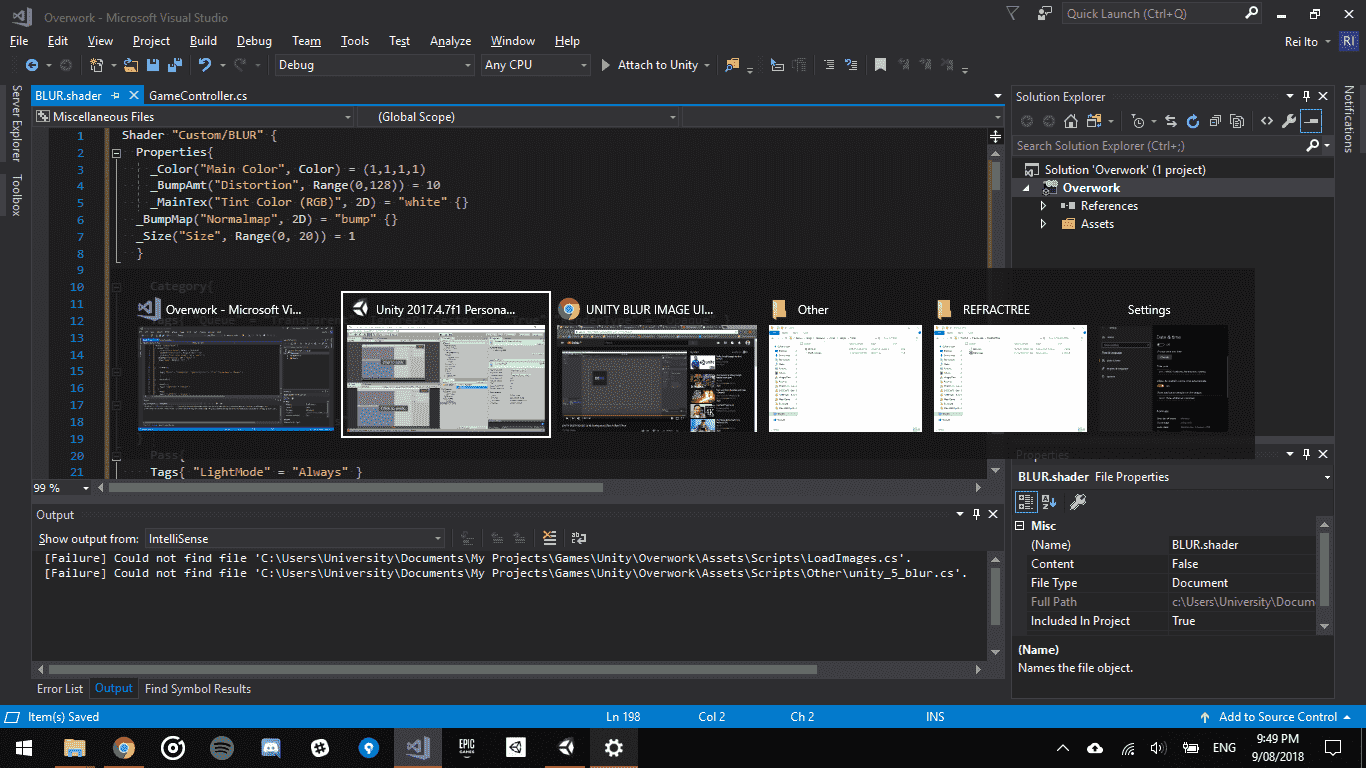 Overwork - Microsoft Visual Studio
Quick Launch (Ctrl+Q)
File Edit View Project Build Debug Team Tools Test Analyze Window Help
Rei Ito RI
Debug Any CPU Attach to Unity
Server Explorer
Toolbox
Notifications
BLUR.shader GameController.cs
Miscellaneous Files (Global Scope)
1 Shader "Custom/BLUR" {
2 Properties{
3 _Color("Main Color", Color) = (1,1,1,1)
4 _BumpAmt("Distortion", Range(0,128)) = 10
5 _MainTex("Tint Color (RGB)", 2D) = "white" {}
6 _BumpMap("Normalmap", 2D) = "bump" {}
7 _Size("Size", Range(0, 20)) = 1
8 }
9
10 Category{
11
12
13
14
15
16
17
18
19 }
20 Pass{
21 Tags{ "LightMode" = "Always" }
99 %
Overwork - Microsoft Vi...
Unity 2017.4.7f1 Persona...
UNITY BLUR IMAGE UI...
Other
REFRACTREE
Settings
Date & time
Solution Explorer
Search Solution Explorer (Ctrl+;)
Solution 'Overwork' (1 project)
Overwork
References
Assets
Properties
BLUR.shader File Properties
Misc
(Name) BLUR.shader
Content False
File Type Document
Full Path c:\Users\University\Docum
Included In Project True
(Name)
Names the file object.
Output
Show output from: IntelliSense
[Failure] Could not find file 'C:\Users\University\Documents\My Projects\Games\Unity\Overwork\Assets\Scripts\LoadImages.cs'.
[Failure] Could not find file 'C:\Users\University\Documents\My Projects\Games\Unity\Overwork\Assets\Scripts\Other\unity_5_blur.cs'.
Error List Output Find Symbol Results
Item(s) Saved Ln 198 Col 2 Ch 2 INS Add to Source Control
EPIC
GAMES
ENG
9:49 PM
9/08/2018